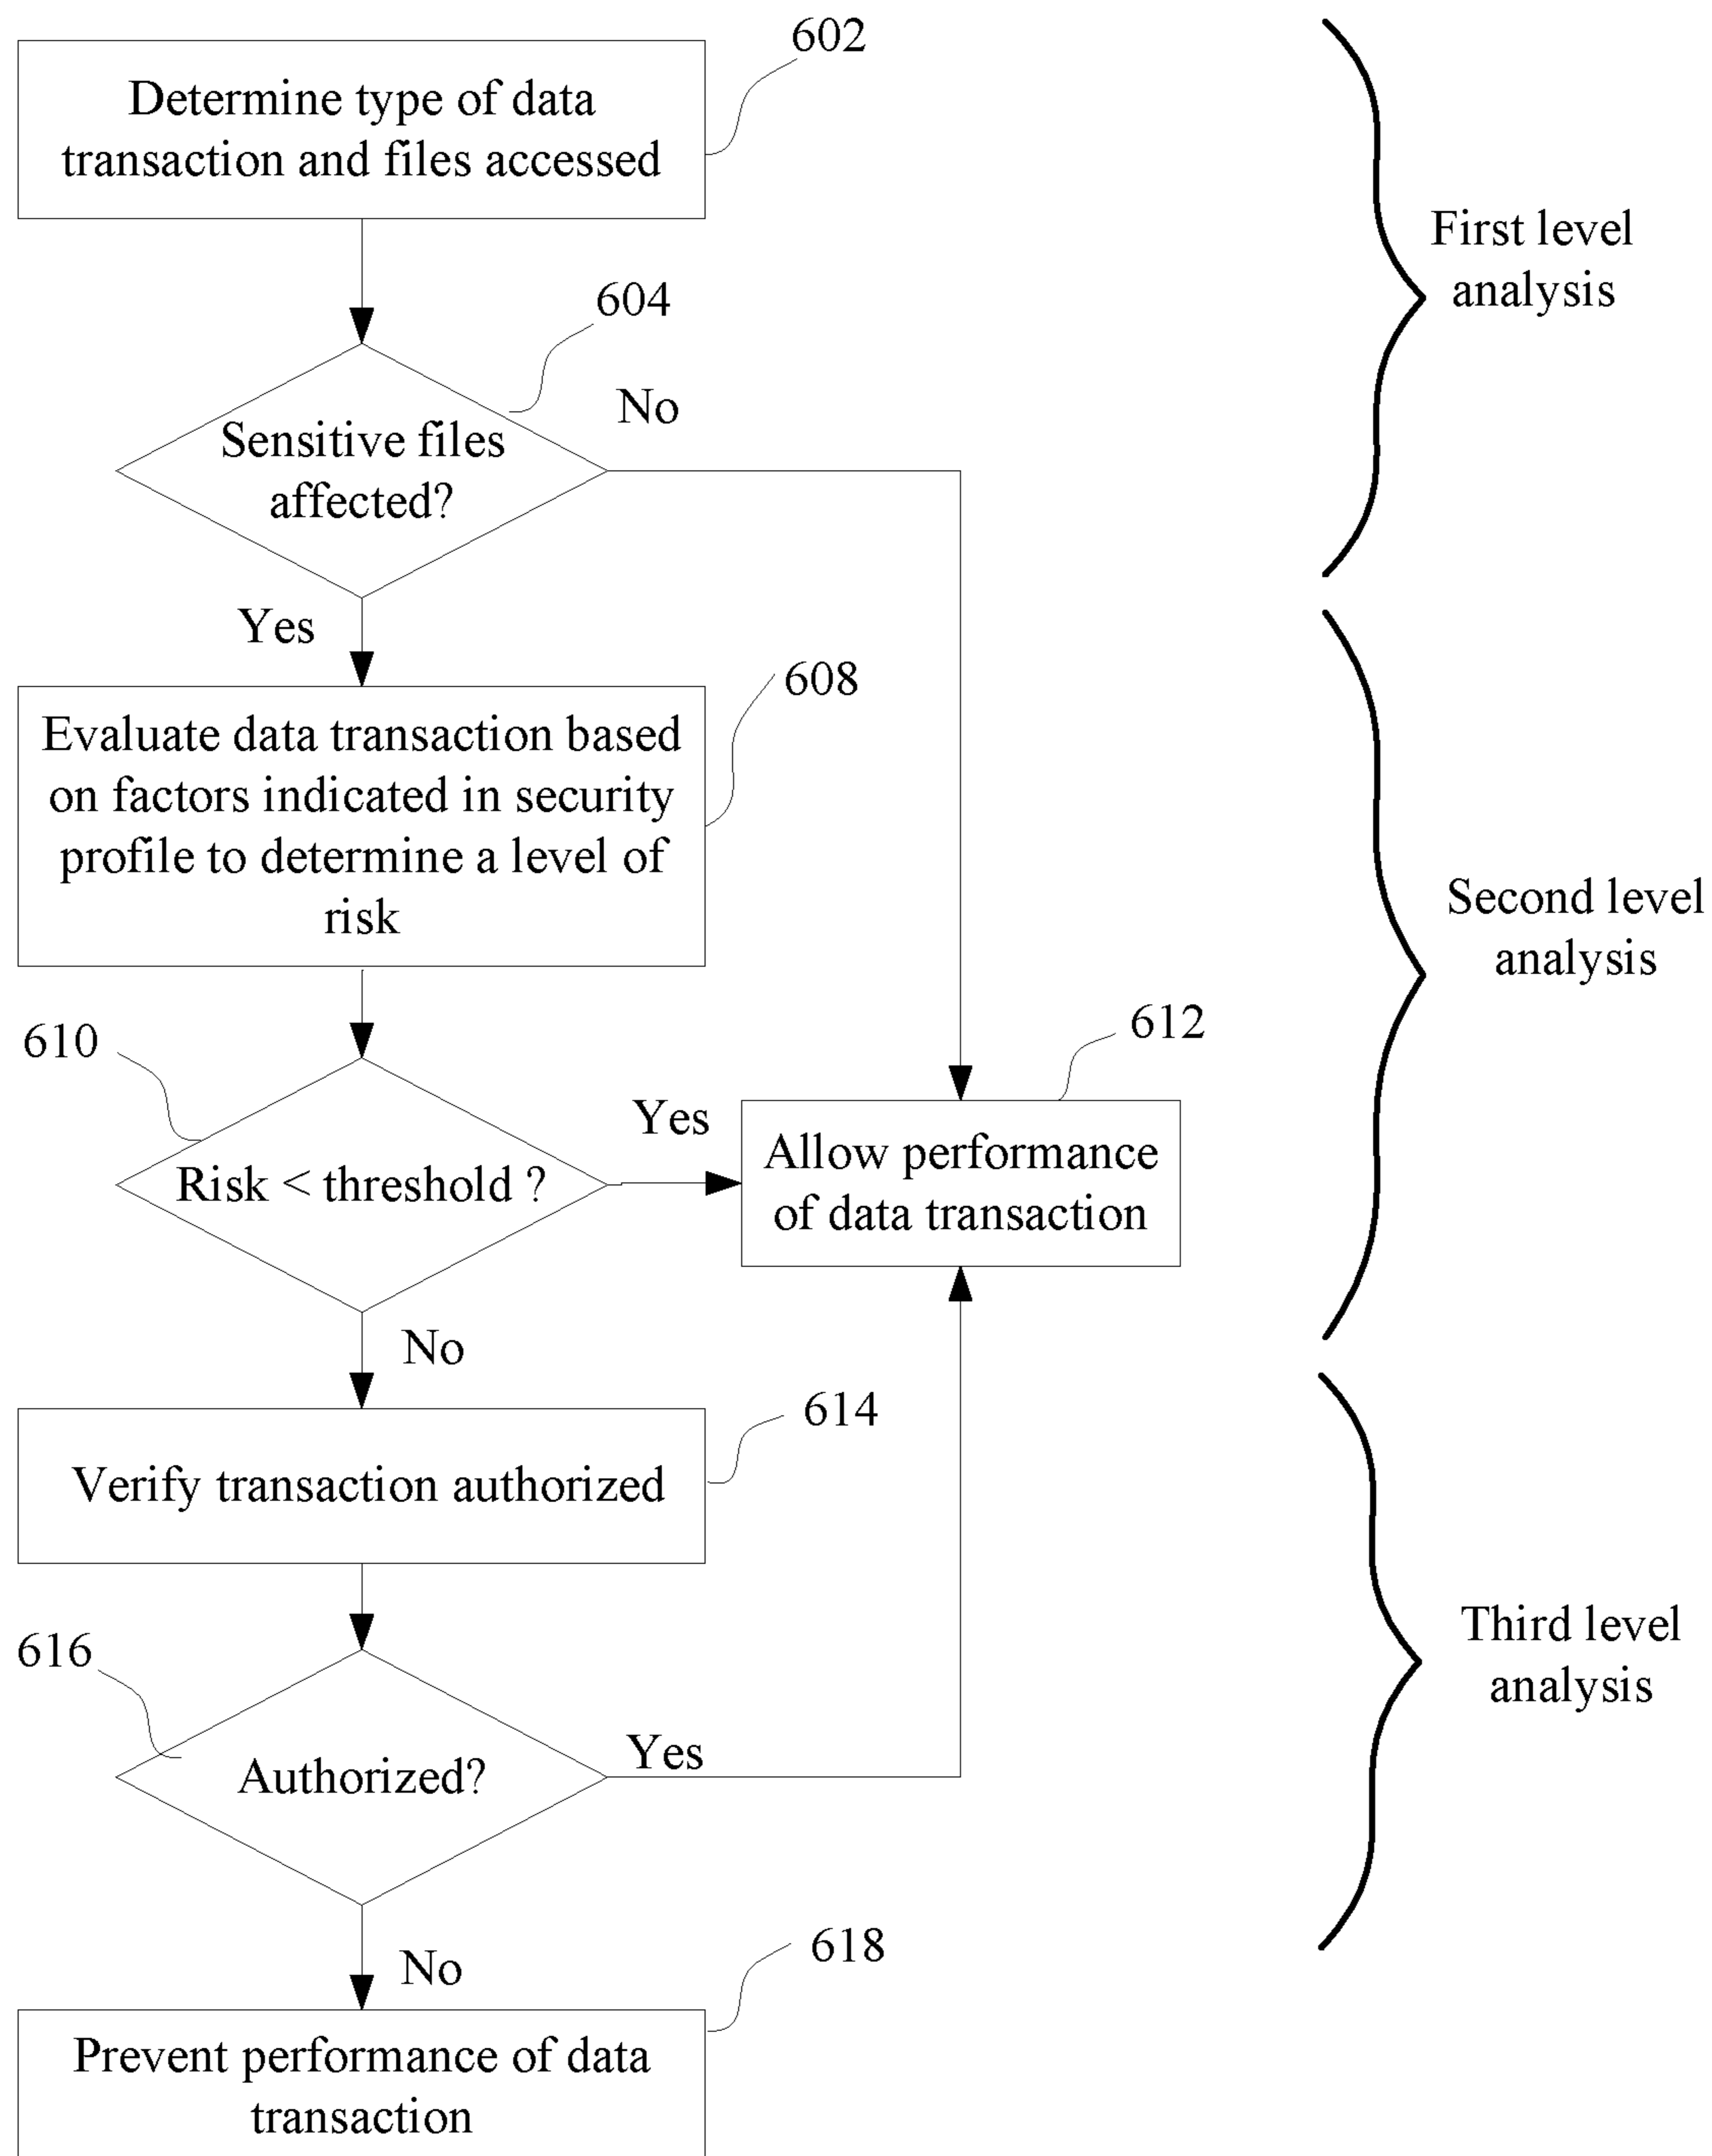 602
Determine type of data
transaction and files accessed
First level
analysis
604
No
Sensitive files
affected?
Yes
608
Evaluate data transaction based
on factors indicated in security
profile to determine a level of
risk
Second level
analysis
610
612
Yes
Allow performance
of data transaction
Risk < threshold ?
No
614
Verify transaction authorized
Third level
analysis
616
Yes
Authorized?
No
618
Prevent performance of data
transaction